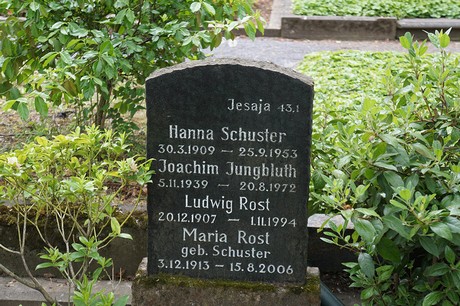 Jesaja 43.1
Hanna Schuster
30.3.1909 - 25.9.1953
Joachim Jungbluth
5.11.1939 - 20.8.1972
Ludwig Rost
20.12.1907 - 1.11.1994
Maria Rost
geb. Schuster
3.12.1913 - 15.8.2006